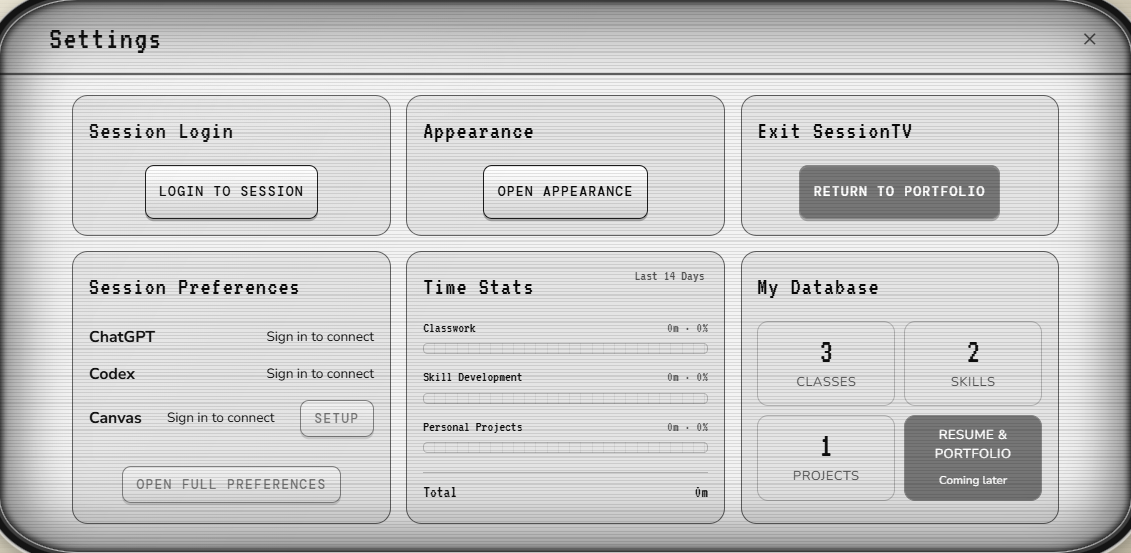 Settings
×
Session Login
LOGIN TO SESSION
Appearance
OPEN APPEARANCE
Exit SessionTV
RETURN TO PORTFOLIO
Session Preferences
ChatGPT Sign in to connect
Codex Sign in to connect
Canvas Sign in to connect SETUP
OPEN FULL PREFERENCES
Time Stats Last 14 Days
Classwork 0m · 0%
Skill Development 0m · 0%
Personal Projects 0m · 0%
Total 0m
My Database
3
CLASSES
2
SKILLS
1
PROJECTS
RESUME &
PORTFOLIO
Coming later